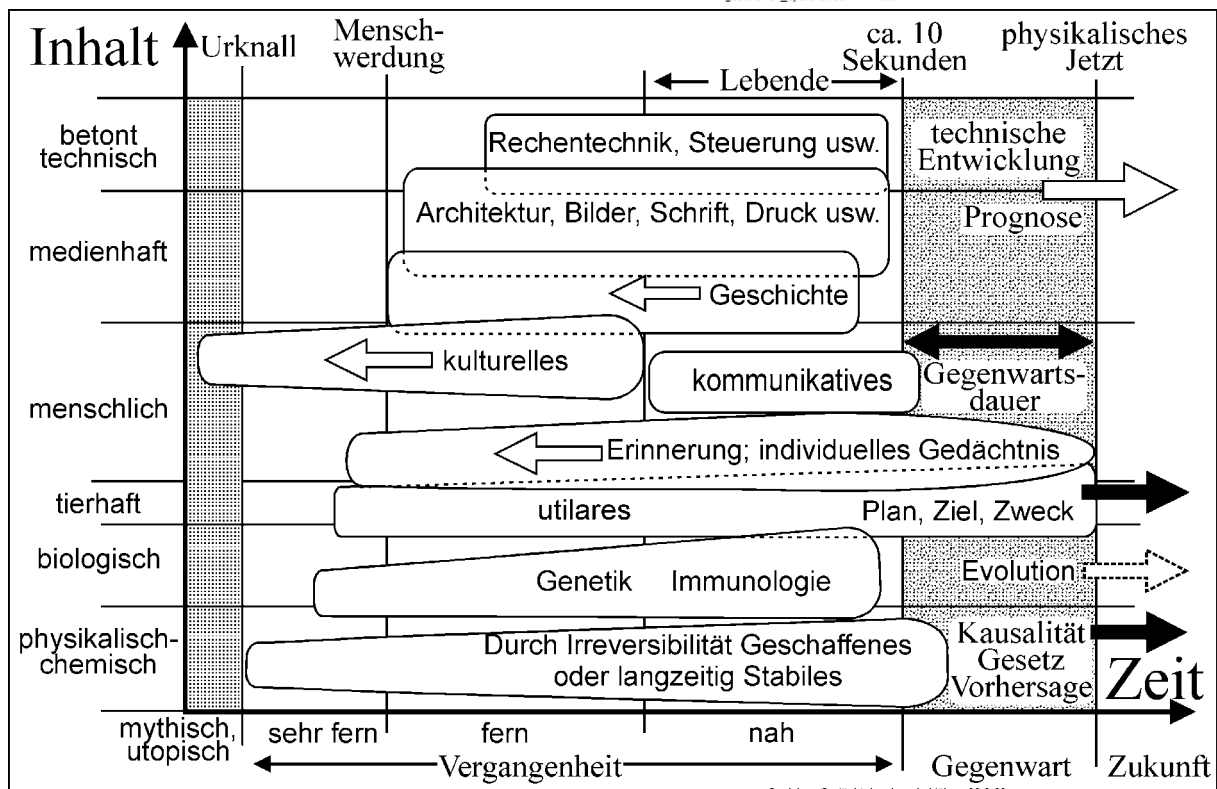 Inhalt
Urknall
Mensch-
werdung
Lebende
ca. 10
Sekunden
physikalisches
Jetzt
betont
technisch
Rechentechnik, Steuerung usw.
technische
Entwicklung
Prognose
medienhaft
Architektur, Bilder, Schrift, Druck usw.
Geschichte
menschlich
kulturelles
kommunikatives
Gegenwarts-
dauer
Erinnerung; individuelles Gedächtnis
tierhaft
utilares
Plan, Ziel, Zweck
biologisch
Genetik
Immunologie
Evolution
physikalisch-
chemisch
Durch Irreversibilität Geschaffenes
oder langzeitig Stabiles
Kausalität
Gesetz
Vorhersage
Zeit
mythisch,
utopisch
sehr fern
fern
nah
Vergangenheit
Gegenwart
Zukunft